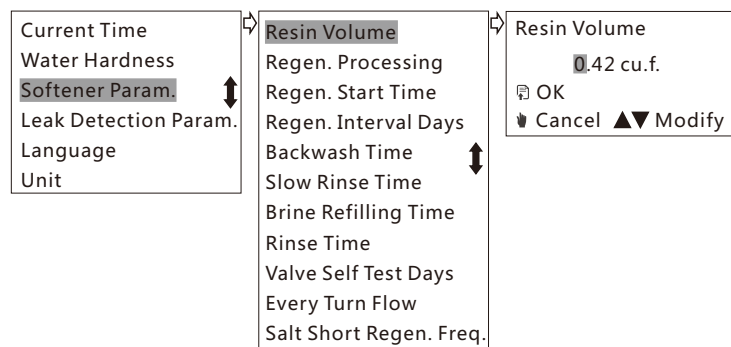 Current Time
Water Hardness
Softener Param.
Leak Detection Param.
Language
Unit
Resin Volume
Regen. Processing
Regen. Start Time
Regen. Interval Days
Backwash Time
Slow Rinse Time
Brine Refilling Time
Rinse Time
Valve Self Test Days
Every Turn Flow
Salt Short Regen. Freq.
Resin Volume
0.42 cu.f.
OK
Cancel ▲▼ Modify